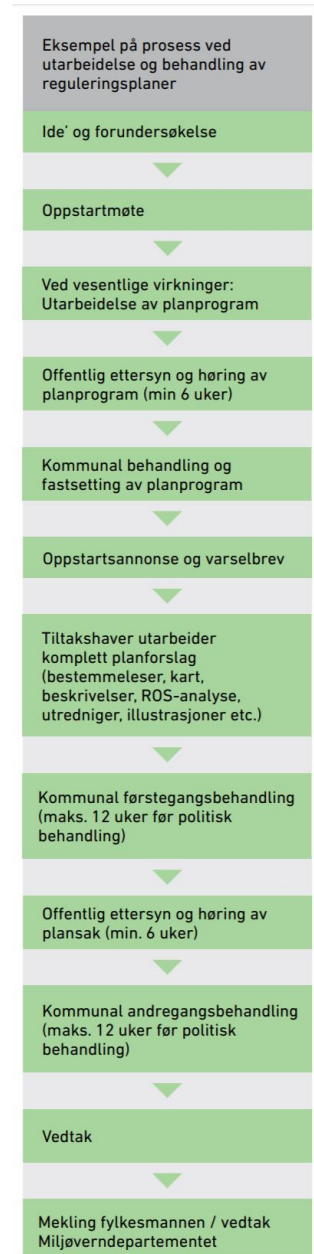 Eksempel på prosess ved
utarbeidelse og behandling av
reguleringsplaner
Ide’ og forundersøkelse
Oppstartmøte
Ved vesentlige virkninger:
Utarbeidelse av planprogram
Offentlig ettersyn og høring av
planprogram (min 6 uker)
Kommunal behandling og
fastsetting av planprogram
Oppstartsannonse og varselbrev
Tiltakshaver utarbeider
komplett planforslag
(bestemmeleser, kart,
beskrivelser, ROS-analyse,
utredniger, illustrasjoner etc.)
Kommunal førstegangsbehandling
(maks. 12 uker før politisk
behandling)
Offentlig ettersyn og høring av
plansak (min. 6 uker)
Kommunal andregangsbehandling
(maks. 12 uker før politisk
behandling)
Vedtak
Mekling fylkesmannen / vedtak
Miljøverndepartementet